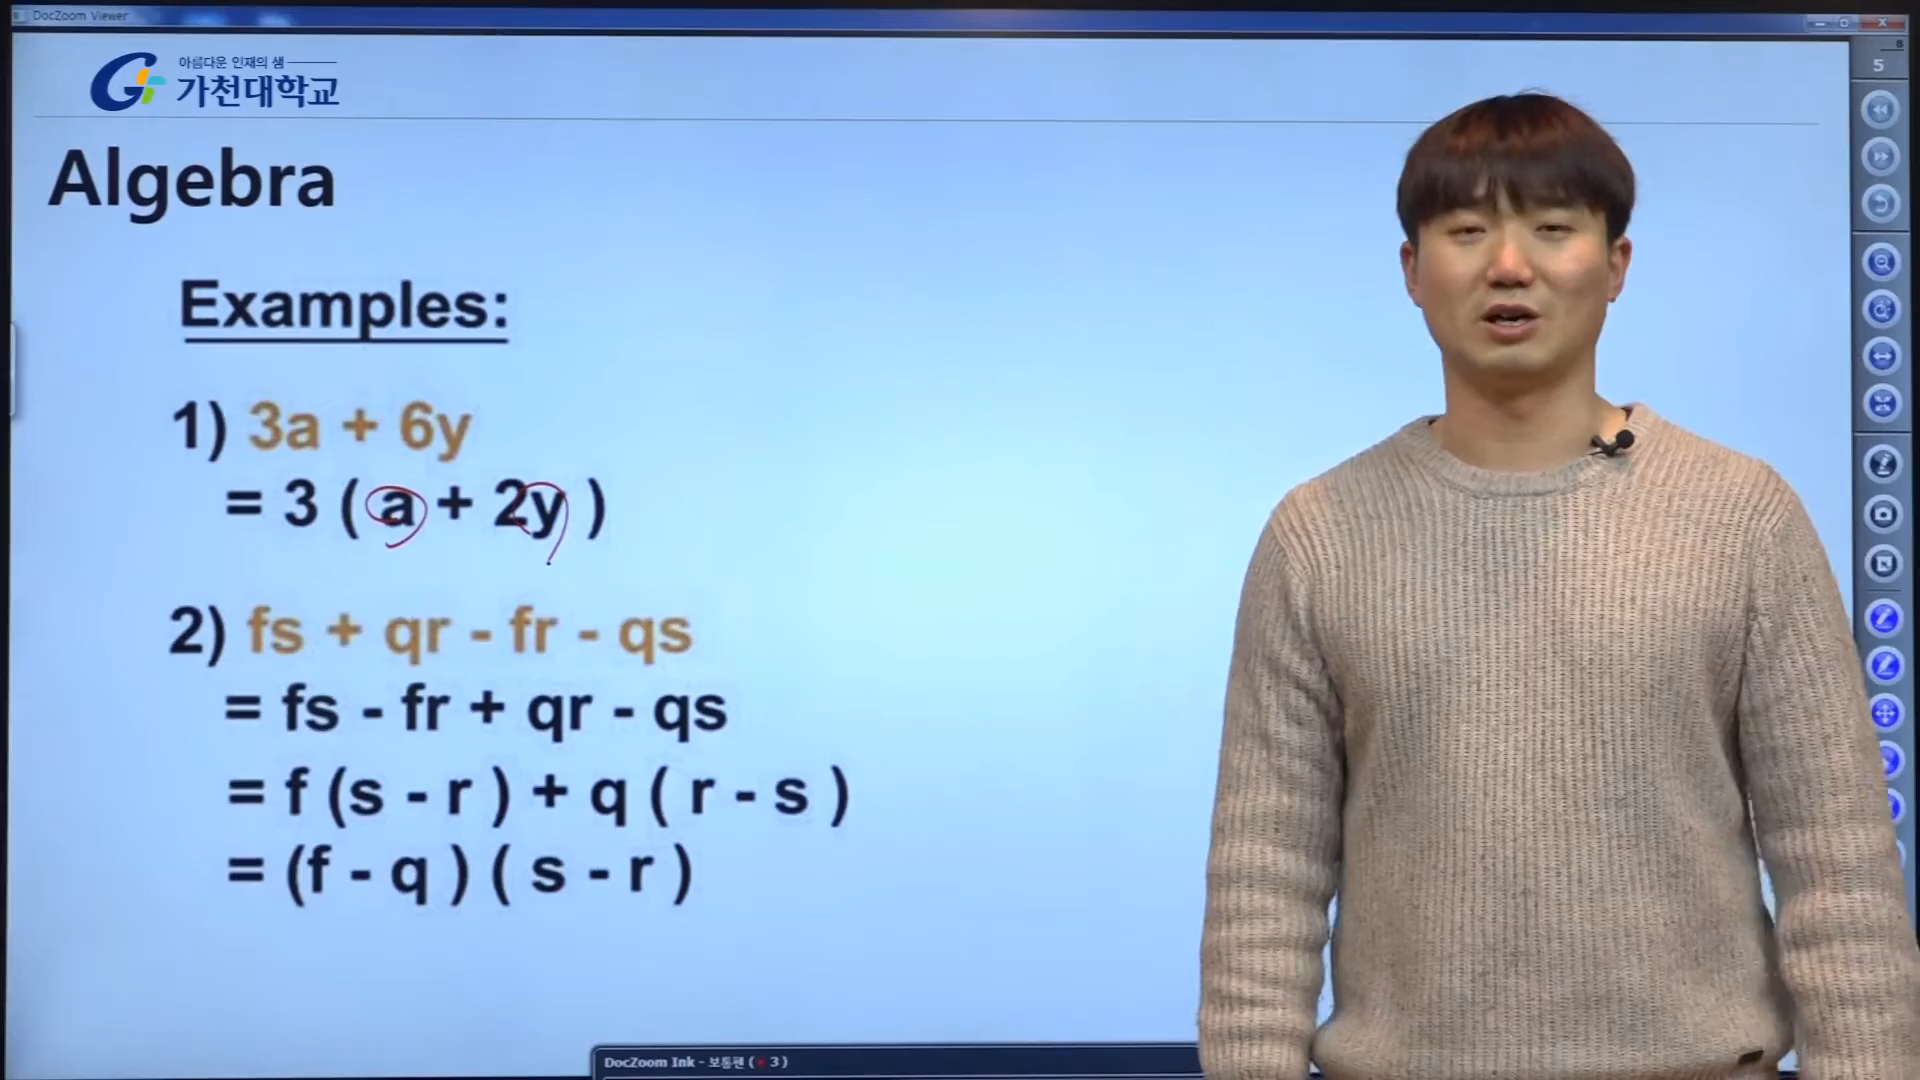 DocZoom Viewer
아름다운 인재의 샘
가천대학교
5
Algebra
Examples:
1) 3a + 6y
= 3 ( a + 2y )
2) fs + qr - fr - qs
= fs - fr + qr - qs
= f (s - r ) + q ( r - s )
= (f - q ) ( s - r )
DocZoom Ink - 보통펜 ( 3 )